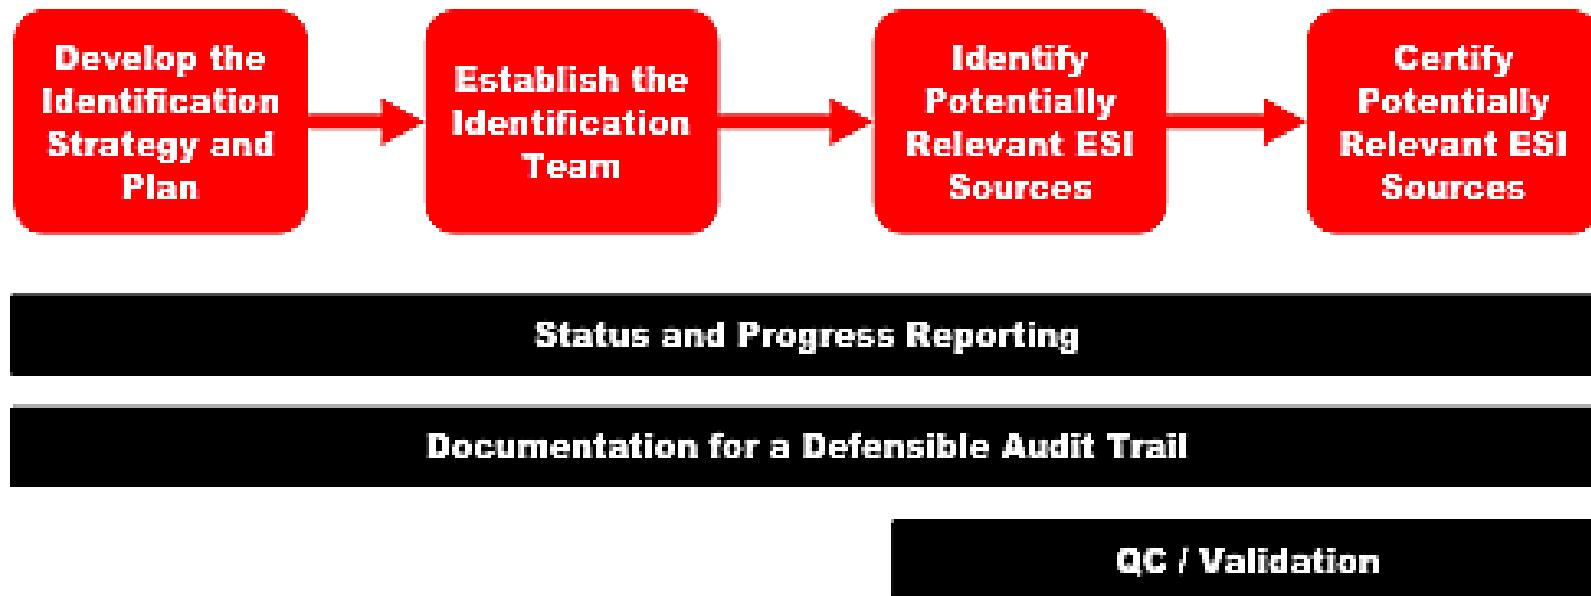 Develop the
Identification
Strategy and
Plan
Establish the
Identification
Team
Identify
Potentially
Relevant ESI
Sources
Certify
Potentially
Relevant ESI
Sources
Status and Progress Reporting
Documentation for a Defensible Audit Trail
QC / Validation